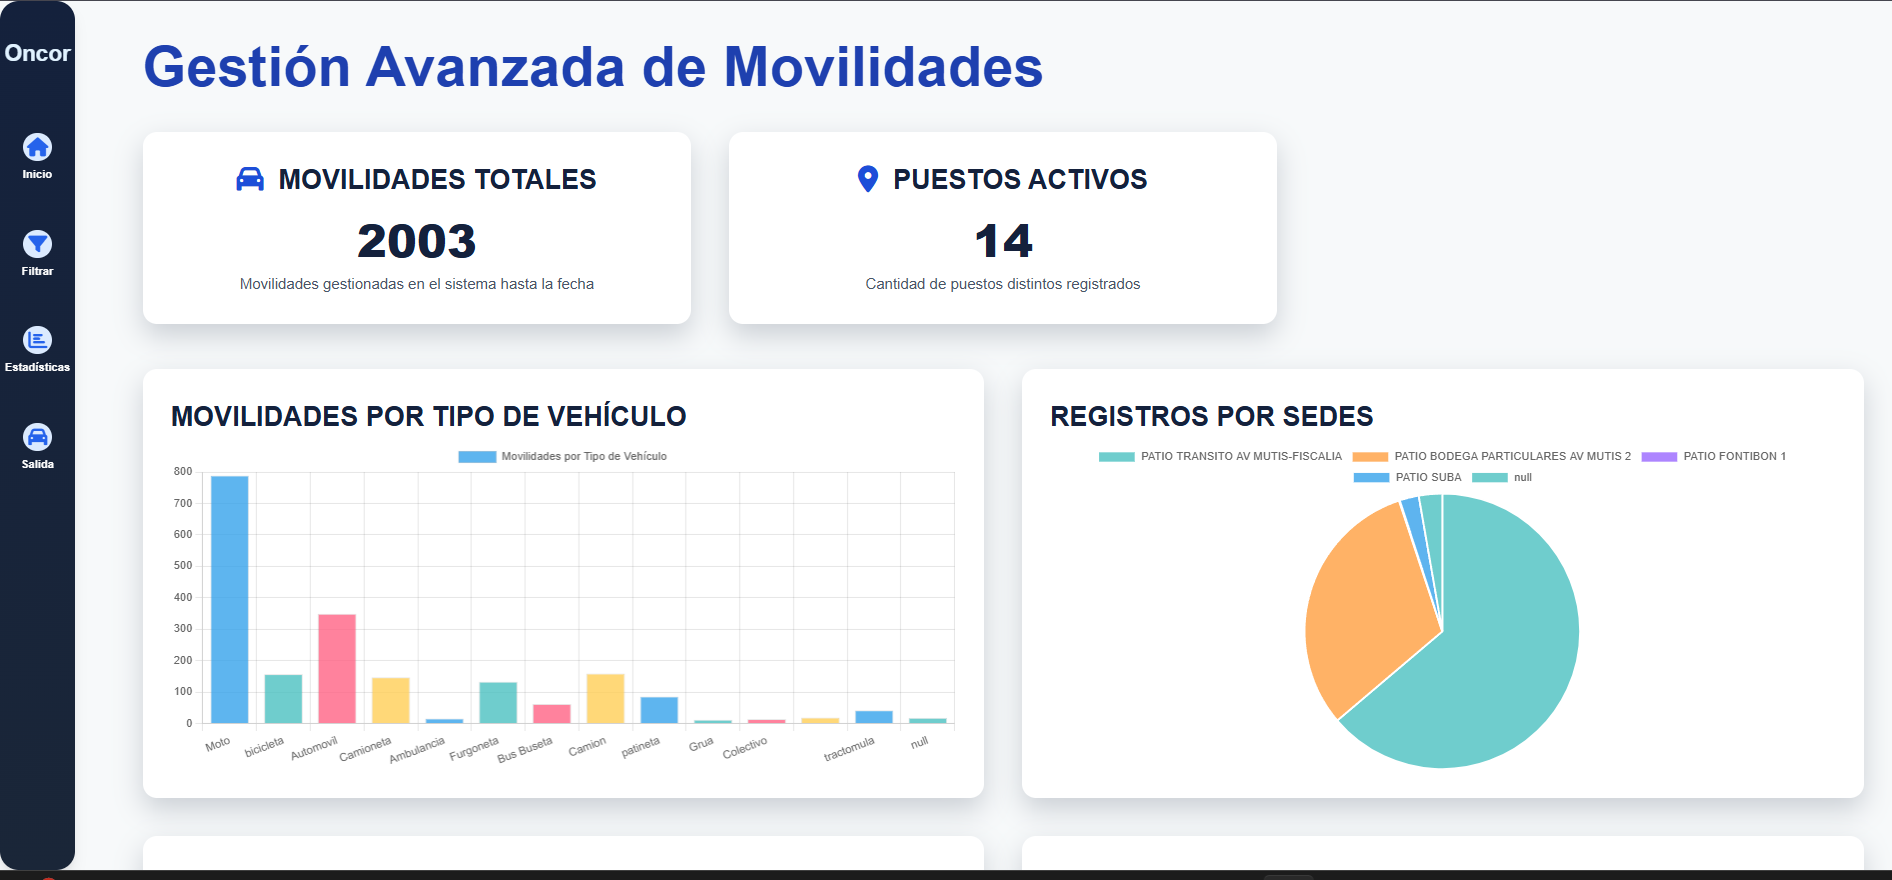 Oncor
Inicio
Filtrar
Estadísticas
Salida
Gestión Avanzada de Movilidades
MOVILIDADES TOTALES
2003
Movilidades gestionadas en el sistema hasta la fecha
PUESTOS ACTIVOS
14
Cantidad de puestos distintos registrados
MOVILIDADES POR TIPO DE VEHÍCULO
Movilidades por Tipo de Vehículo
800
700
600
500
400
300
200
100
0
Moto
bicicleta
Automovil
Camioneta
Ambulancia
Furgoneta
Bus Buseta
Camion
patineta
Grua
Colectivo
tractomula
null
REGISTROS POR SEDES
PATIO TRANSITO AV MUTIS-FISCALIA PATIO BODEGA PARTICULARES AV MUTIS 2 PATIO FONTIBON 1
PATIO SUBA null